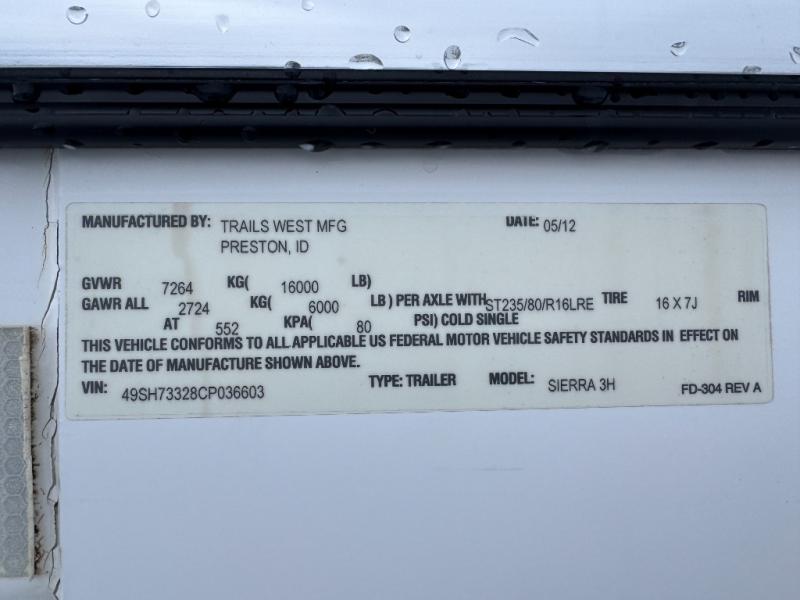 MANUFACTURED BY: TRAILS WEST MFG DATE: 05/12
PRESTON, ID
GVWR 7264 KG( 16000 LB)
GAWR ALL 2724 KG( 6000 LB ) PER AXLE WITH ST235/80/R16LRE TIRE 16 X 7J RIM
AT 552 KPA( 80 PSI) COLD SINGLE
THIS VEHICLE CONFORMS TO ALL APPLICABLE US FEDERAL MOTOR VEHICLE SAFETY STANDARDS IN EFFECT ON
THE DATE OF MANUFACTURE SHOWN ABOVE.
VIN: 49SH73328CP036603 TYPE: TRAILER MODEL: SIERRA 3H FD-304 REV A